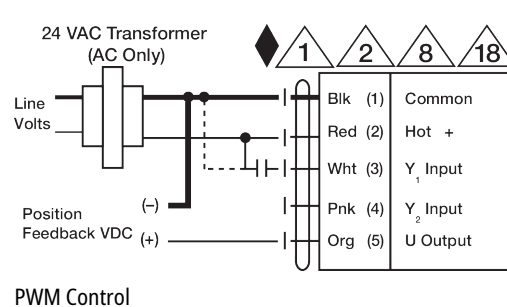 24 VAC Transformer
(AC Only)
1 2 8 18
Line
Volts
Blk (1) Common
Red (2) Hot +
Wht (3) Y1 Input
Pnk (4) Y2 Input
Org (5) U Output
Position
Feedback VDC
(–)
(+)
PWM Control